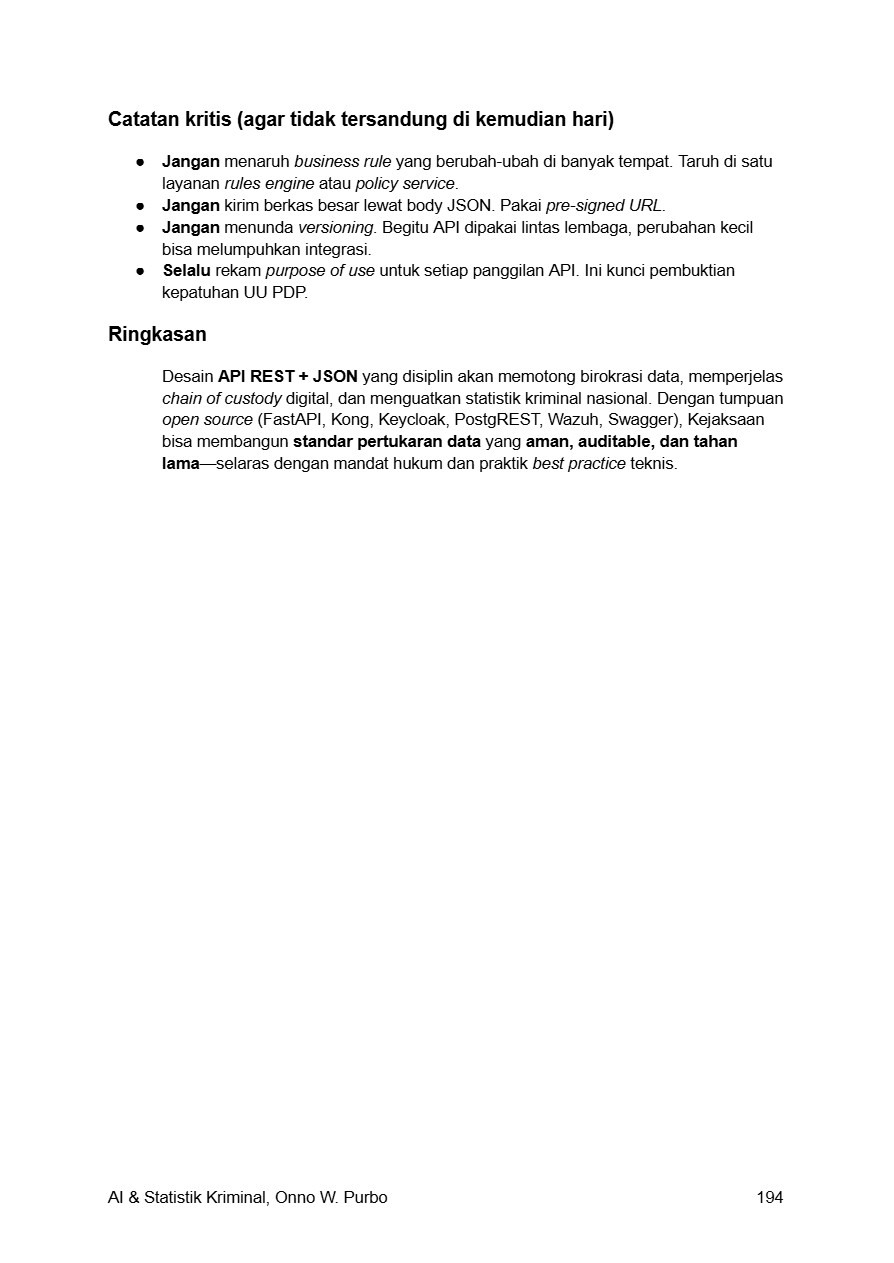 Catatan kritis (agar tidak tersandung di kemudian hari)
● Jangan menaruh business rule yang berubah-ubah di banyak tempat. Taruh di satu
layanan rules engine atau policy service.
● Jangan kirim berkas besar lewat body JSON. Pakai pre-signed URL.
● Jangan menunda versioning. Begitu API dipakai lintas lembaga, perubahan kecil
bisa melumpuhkan integrasi.
● Selalu rekam purpose of use untuk setiap panggilan API. Ini kunci pembuktian
kepatuhan UU PDP.
Ringkasan
Desain API REST + JSON yang disiplin akan memotong birokrasi data, memperjelas
chain of custody digital, dan menguatkan statistik kriminal nasional. Dengan tumpuan
open source (FastAPI, Kong, Keycloak, PostgREST, Wazuh, Swagger), Kejaksaan
bisa membangun standar pertukaran data yang aman, auditable, dan tahan
lama—selaras dengan mandat hukum dan praktik best practice teknis.
AI & Statistik Kriminal, Onno W. Purbo 194